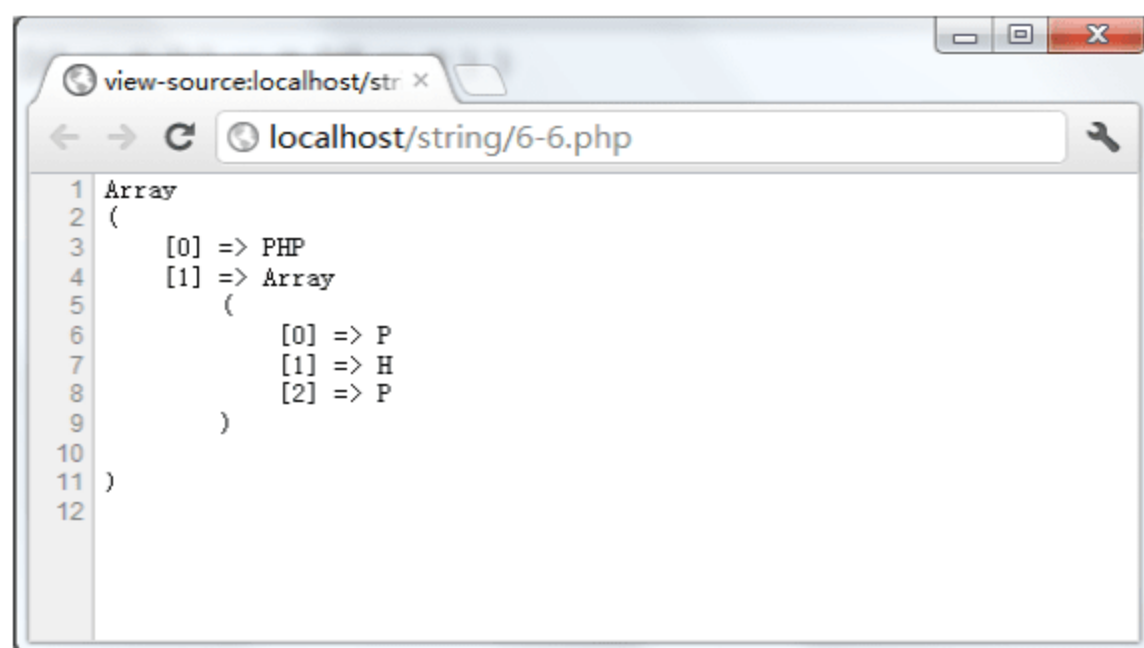 view-source:localhost/str
localhost/string/6-6.php
1 Array
2 (
3     [0] => PHP
4     [1] => Array
5         (
6             [0] => P
7             [1] => H
8             [2] => P
9         )
10
11 )
12